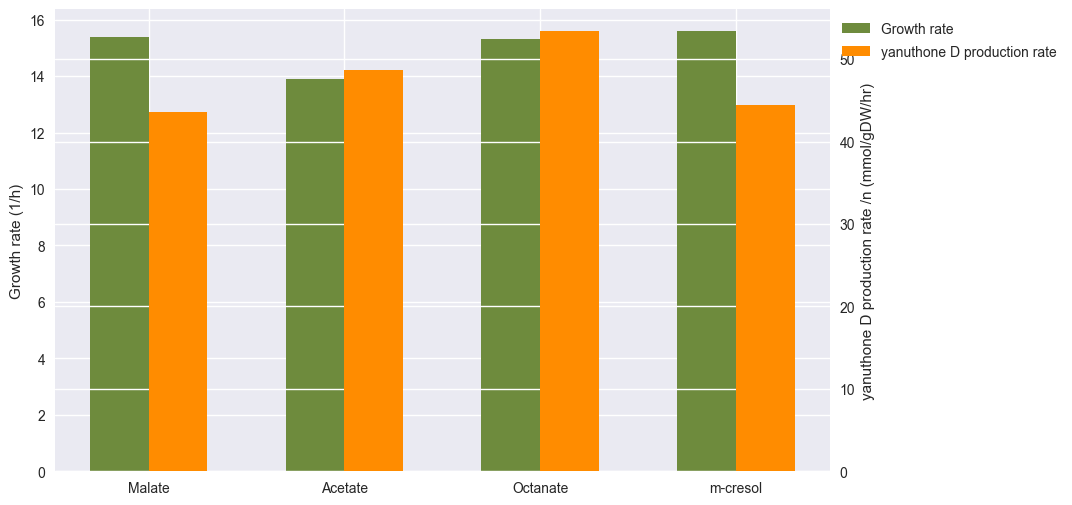 Growth rate
yanuthone D production rate
Growth rate (1/h)
16
14
12
10
8
6
4
2
0
50
40
30
20
10
0
yanuthone D production rate /n (mmol/gDW/hr)
Malate
Acetate
Octanate
m-cresol